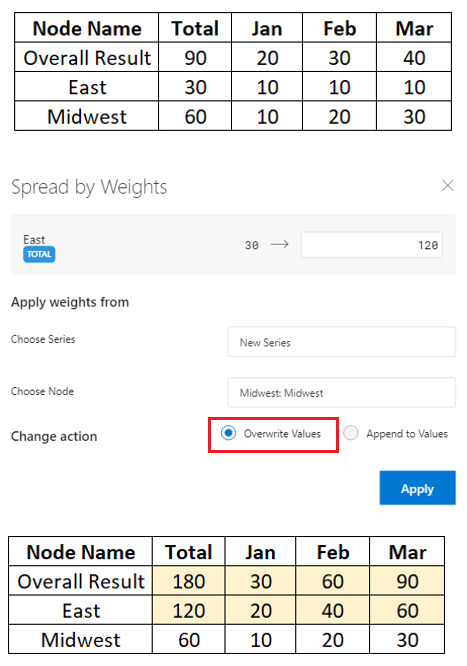 Node Name Total Jan Feb Mar
Overall Result 90 20 30 40
East 30 10 10 10
Midwest 60 10 20 30
Spread by Weights
East 30 → 120
TOTAL
Apply weights from
Choose Series New Series
Choose Node Midwest: Midwest
Change action Overwrite Values Append to Values
Apply
Node Name Total Jan Feb Mar
Overall Result 180 30 60 90
East 120 20 40 60
Midwest 60 10 20 30